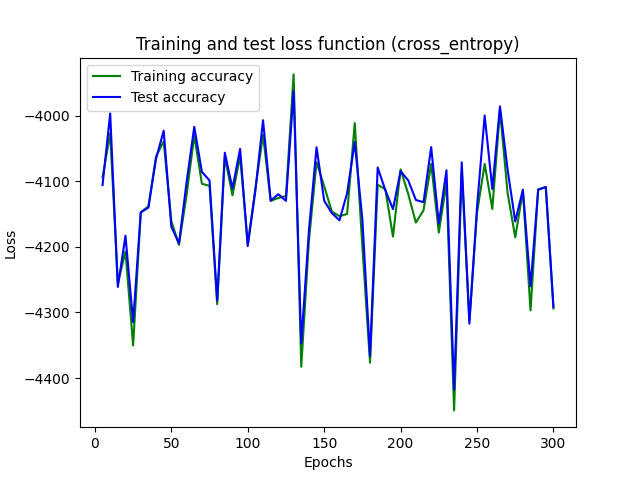 Training and test loss function (cross_entropy)
Training accuracy
Test accuracy
−4000
−4100
−4200
−4300
−4400
Loss
0
50
100
150
200
250
300
Epochs